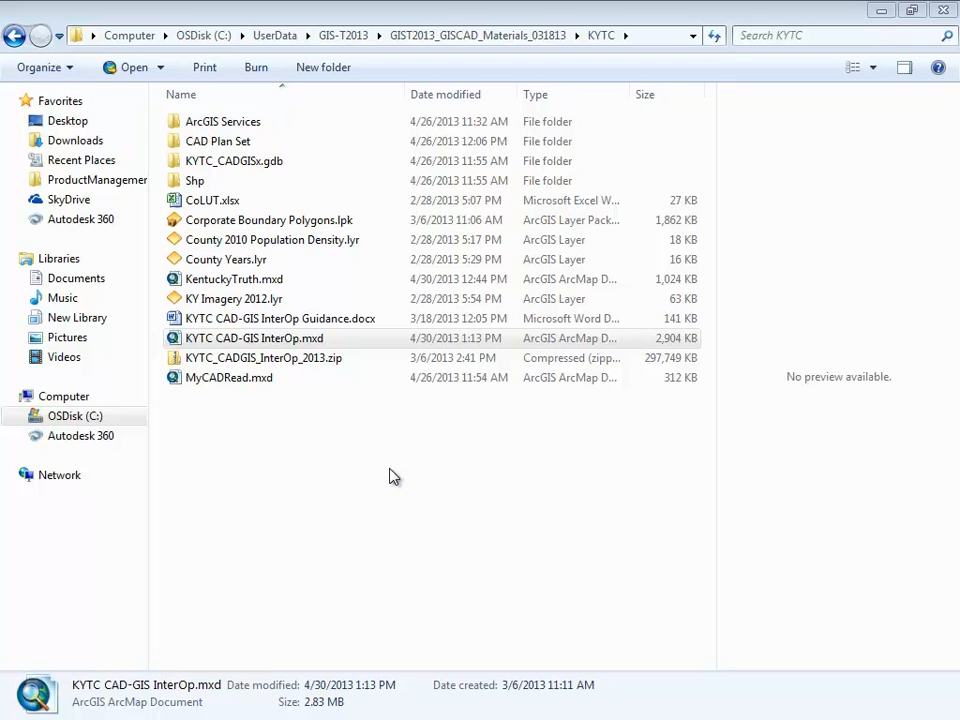 Computer OSDisk (C:) UserData GIS-T2013 GIST2013_GISCAD_Materials_031813 KYTC Search KYTC
Organize Open Print Burn New folder
Favorites
Desktop
Downloads
Recent Places
ProductManagemer
SkyDrive
Autodesk 360
Libraries
Documents
Music
New Library
Pictures
Videos
Computer
OSDisk (C:)
Autodesk 360
Network
Name Date modified Type Size
ArcGIS Services 4/26/2013 11:32 AM File folder
CAD Plan Set 4/26/2013 12:06 PM File folder
KYTC_CADGISx.gdb 4/26/2013 11:55 AM File folder
Shp 4/26/2013 11:55 AM File folder
CoLUT.xlsx 2/28/2013 5:07 PM Microsoft Excel W... 27 KB
Corporate Boundary Polygons.lpk 3/6/2013 11:06 AM ArcGIS Layer Pack... 1,862 KB
County 2010 Population Density.lyr 2/28/2013 5:17 PM ArcGIS Layer 18 KB
County Years.lyr 2/28/2013 5:29 PM ArcGIS Layer 16 KB
KentuckyTruth.mxd 4/30/2013 12:44 PM ArcGIS ArcMap D... 1,024 KB
KY Imagery 2012.lyr 2/28/2013 5:54 PM ArcGIS Layer 63 KB
KYTC CAD-GIS InterOp Guidance.docx 3/18/2013 12:05 PM Microsoft Word D... 141 KB
KYTC CAD-GIS InterOp.mxd 4/30/2013 1:13 PM ArcGIS ArcMap D... 2,904 KB
KYTC_CADGIS_InterOp_2013.zip 3/6/2013 2:41 PM Compressed (zipp... 297,749 KB
MyCADRead.mxd 4/26/2013 11:54 AM ArcGIS ArcMap D... 312 KB
No preview available.
KYTC CAD-GIS InterOp.mxd Date modified: 4/30/2013 1:13 PM Date created: 3/6/2013 11:11 AM
ArcGIS ArcMap Document Size: 2.83 MB